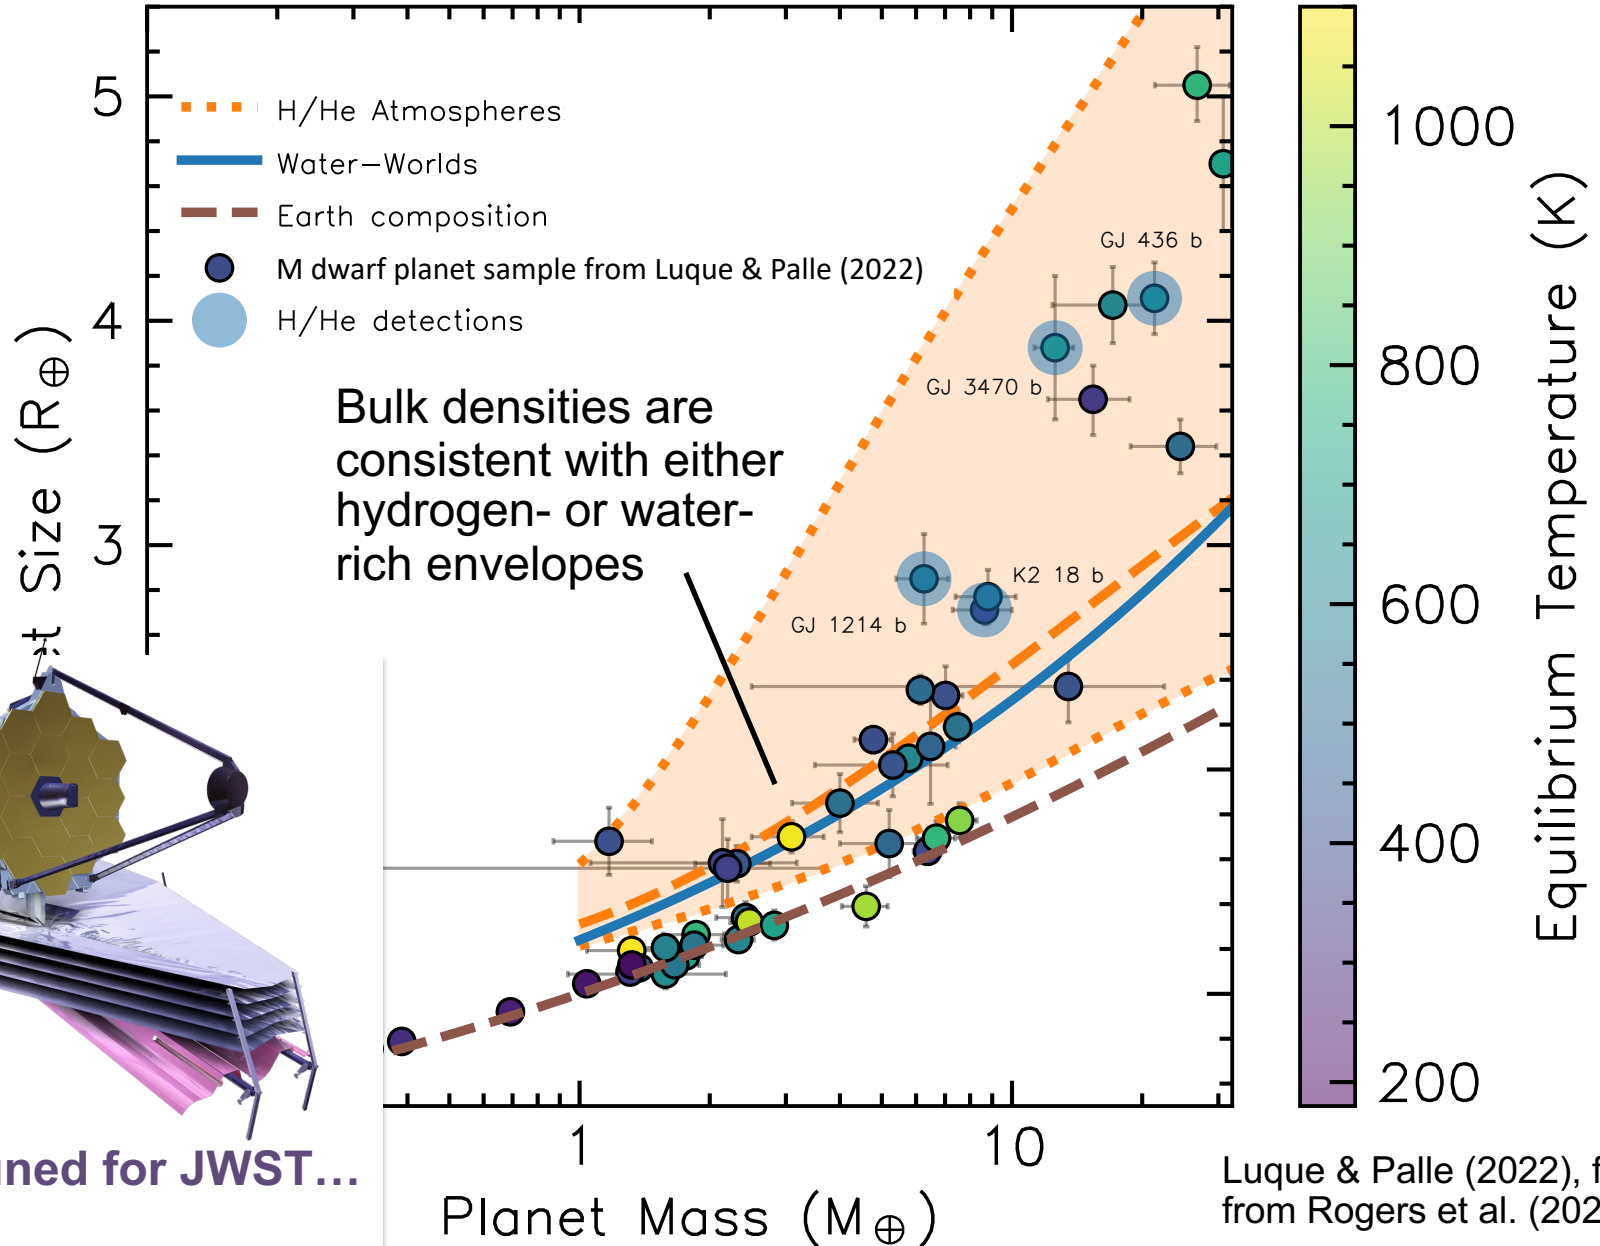 5
4
3
et Size (R⊕)
H/He Atmospheres
Water-Worlds
Earth composition
M dwarf planet sample from Luque & Palle (2022)
H/He detections
Bulk densities are
consistent with either
hydrogen- or water-
rich envelopes
GJ 436 b
GJ 3470 b
K2 18 b
GJ 1214 b
1000
800
600
400
200
Equilibrium Temperature (K)
1
10
Planet Mass (M⊕)
for JWST...
Luque & Palle (2022),
from Rogers et al. (202